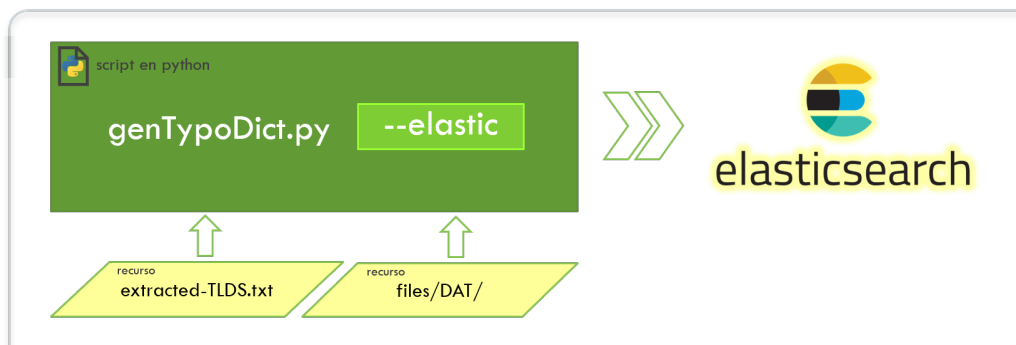 script en python
genTypoDict.py --elastic
elasticsearch
recurso
extracted-TLDS.txt
recurso
files/DAT/